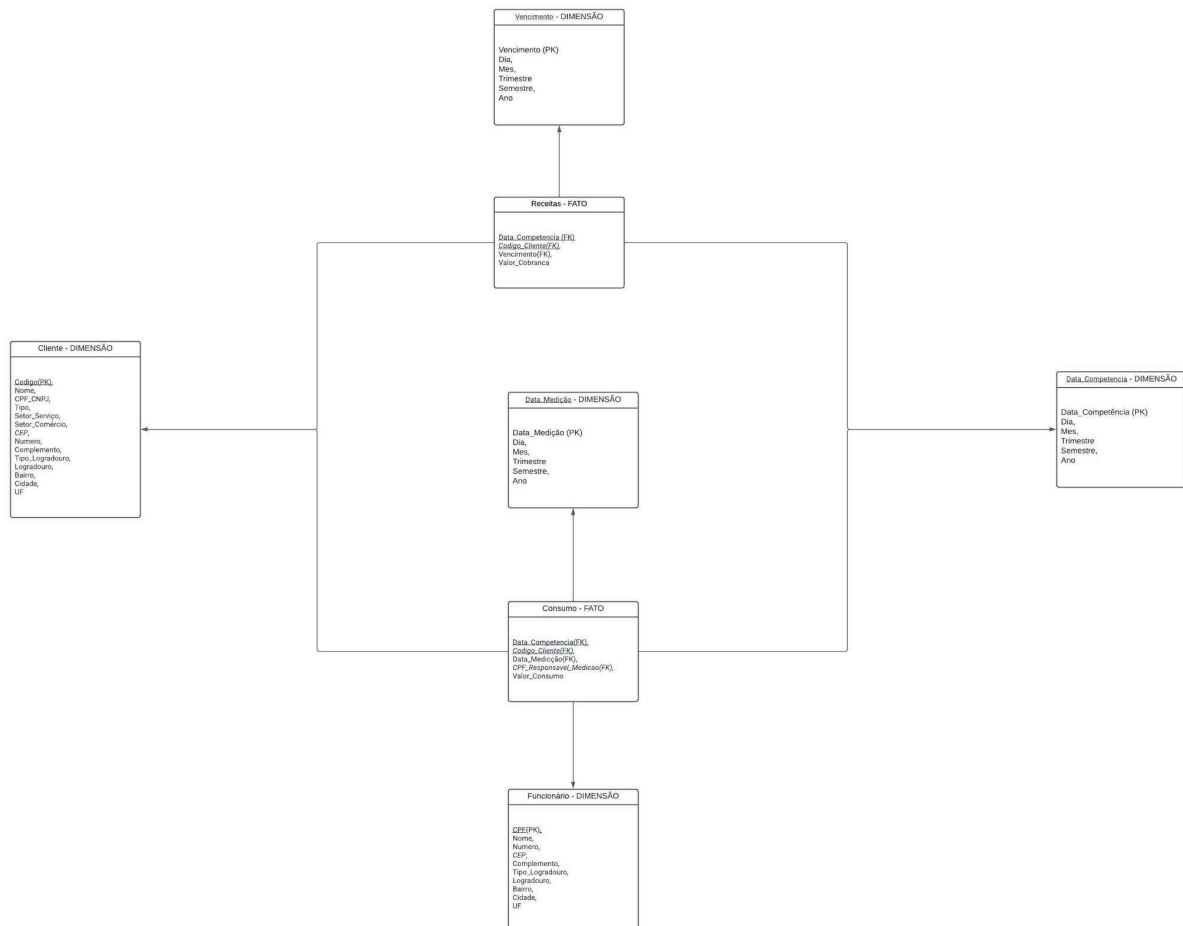 Vencimento - DIMENSÃO
Vencimento (PK)
Dia,
Mes,
Trimestre
Semestre,
Ano
Receitas - FATO
Data_Competencia (FK)
Codigo_Cliente(FK),
Vencimento(FK),
Valor_Cobranca
Cliente - DIMENSÃO
Codigo(PK),
Nome,
CPF_CNPJ,
Tipo,
Setor_Serviço,
Setor_Comércio,
CEP,
Numero,
Complemento,
Tipo_Logradouro,
Logradouro,
Bairro,
Cidade,
UF
Data_Medição - DIMENSÃO
Data_Medição (PK)
Dia,
Mes,
Trimestre
Semestre,
Ano
Data_Competencia - DIMENSÃO
Data_Competência (PK)
Dia,
Mes,
Trimestre
Semestre,
Ano
Consumo - FATO
Data_Competencia(FK),
Codigo_Cliente(FK),
Data_Medicção(FK),
CPF_Responsavel_Medicao(FK),
Valor_Consumo
Funcionário - DIMENSÃO
CPF(PK),
Nome,
Numero,
CEP,
Complemento,
Tipo_Logradouro,
Logradouro,
Bairro,
Cidade,
UF